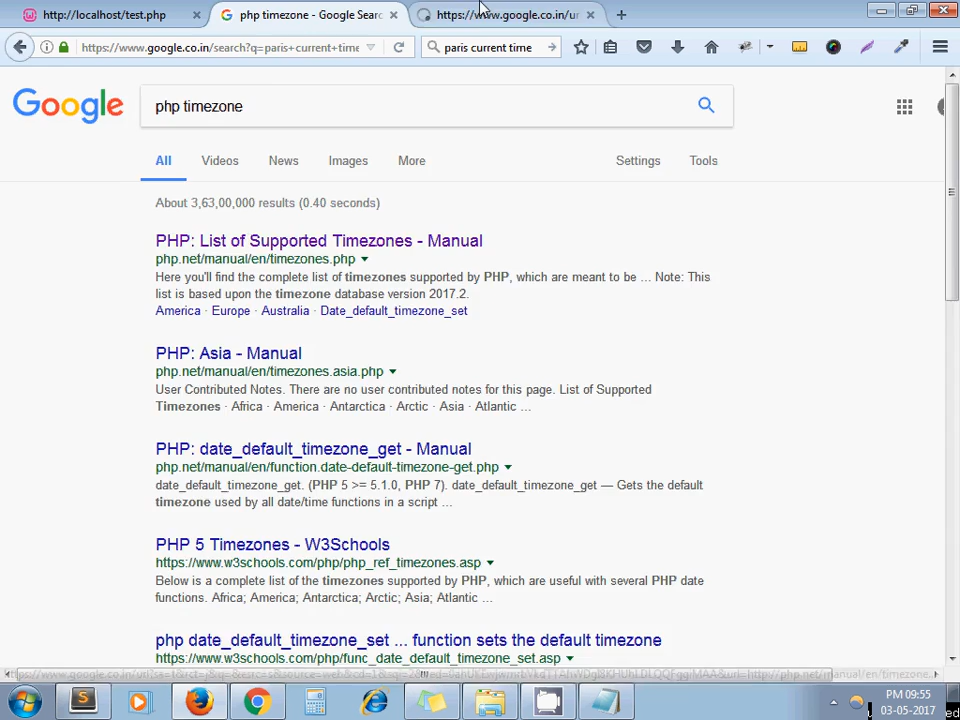 http://localhost/test.php
php timezone - Google Sear
https://www.google.co.in/ur
https://www.google.co.in/search?q=paris+current+time
paris current time
Google
php timezone
All
Videos
News
Images
More
Settings
Tools
About 3,63,00,000 results (0.40 seconds)
PHP: List of Supported Timezones - Manual
php.net/manual/en/timezones.php
Here you'll find the complete list of timezones supported by PHP, which are meant to be ... Note: This
list is based upon the timezone database version 2017.2.
America · Europe · Australia · Date_default_timezone_set
PHP: Asia - Manual
php.net/manual/en/timezones.asia.php
User Contributed Notes. There are no user contributed notes for this page. List of Supported
Timezones · Africa · America · Antarctica · Arctic · Asia · Atlantic ...
PHP: date_default_timezone_get - Manual
php.net/manual/en/function.date-default-timezone-get.php
date_default_timezone_get. (PHP 5 >= 5.1.0, PHP 7). date_default_timezone_get — Gets the default
timezone used by all date/time functions in a script ...
PHP 5 Timezones - W3Schools
https://www.w3schools.com/php/php_ref_timezones.asp
Below is a complete list of the timezones supported by PHP, which are useful with several PHP date
functions. Africa; America; Antarctica; Arctic; Asia; Atlantic ...
php date_default_timezone_set ... function sets the default timezone
https://www.w3schools.com/php/func_date_default_timezone_set.asp
PM 09:55
03-05-2017